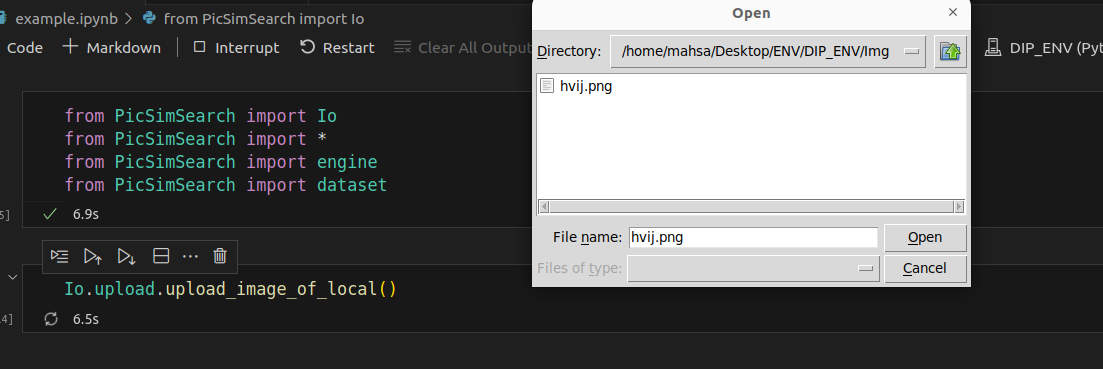 example.ipynb > from PicSimSearch import Io
Code + Markdown Interrupt Restart Clear All Output
from PicSimSearch import Io
from PicSimSearch import *
from PicSimSearch import engine
from PicSimSearch import dataset
5] 6.9s
Io.upload.upload_image_of_local()
4] 6.5s
Open
Directory: /home/mahsa/Desktop/ENV/DIP_ENV/Img
hvij.png
File name: hvij.png Open
Files of type: Cancel
DIP_ENV (Pyt